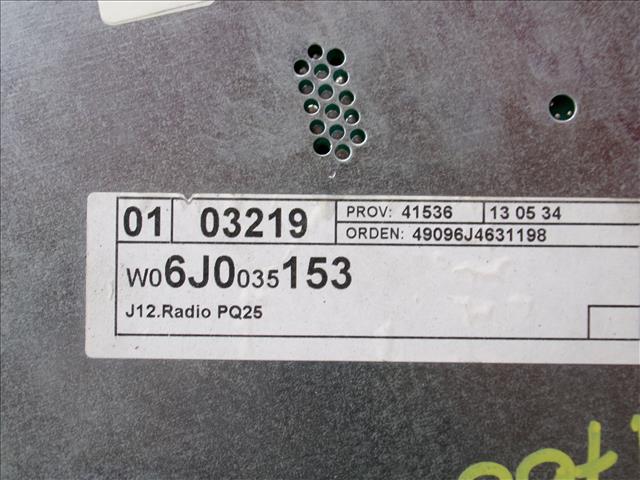 01 03219 PROV: 41536 13 05 34
ORDEN: 49096J4631198
W06J0035153
J12.Radio PQ25